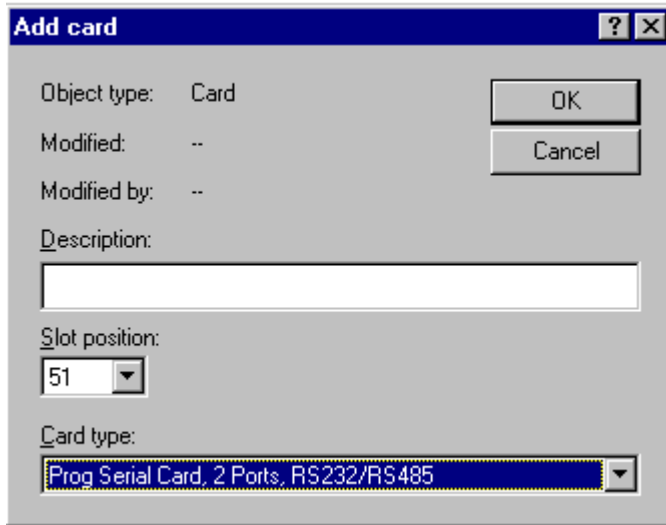 Add card
Object type: Card
OK
Modified: --
Cancel
Modified by: --
Description:
Slot position:
51
Card type:
Prog Serial Card, 2 Ports, RS232/RS485